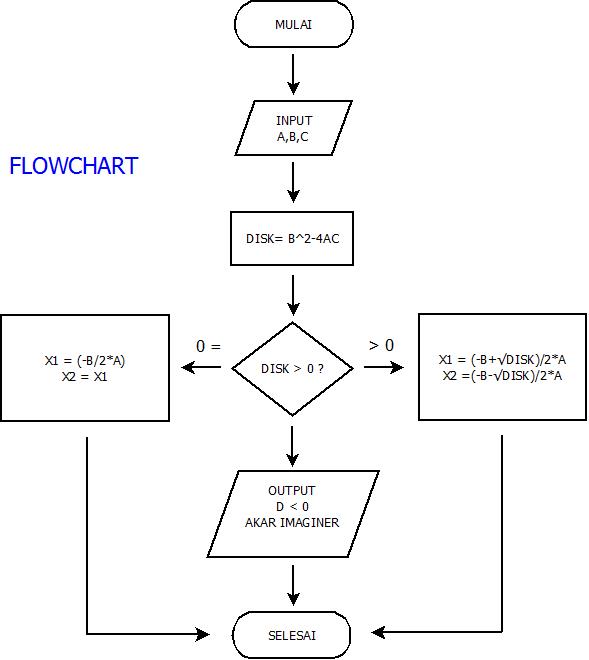 MULAI
INPUT
A,B,C
FLOWCHART
DISK= B^2-4AC
0 =
> 0
X1 = (-B/2*A)
X2 = X1
DISK > 0 ?
X1 = (-B+√DISK)/2*A
X2 =(-B-√DISK)/2*A
OUTPUT
D < 0
AKAR IMAGINER
SELESAI